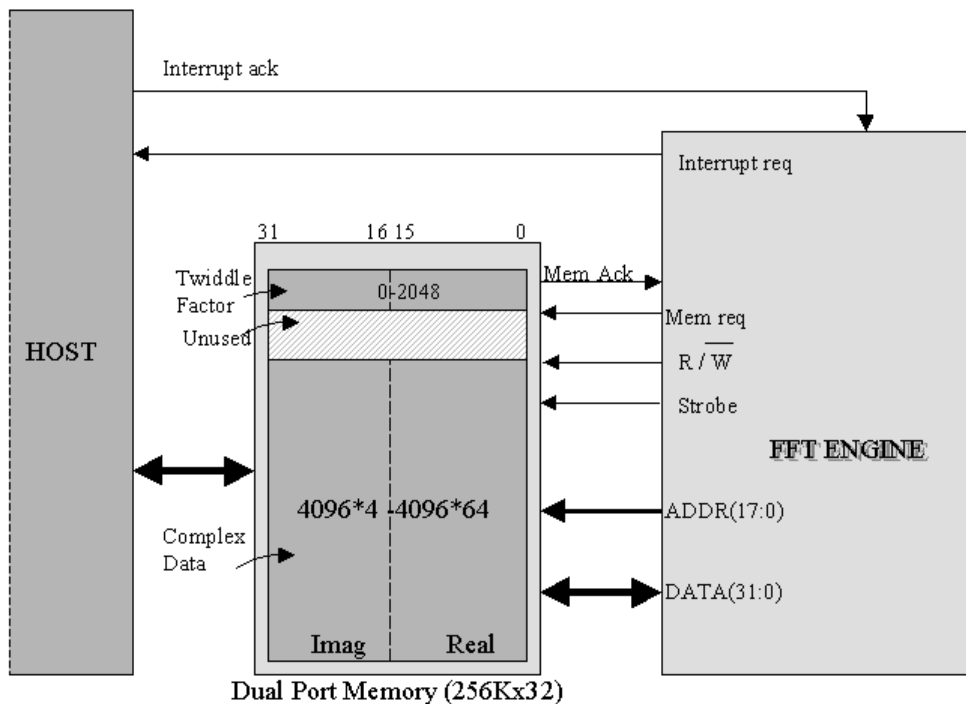 Interrupt ack
Interrupt req
31
16 15
0
Twiddle
Factor
0-2048
Mem Ack
Unused
Mem req
HOST
R / W̅
Strobe
FFT ENGINE
4096*4 -4096*64
ADDR(17:0)
Complex
Data
DATA(31:0)
Imag
Real
Dual Port Memory (256Kx32)